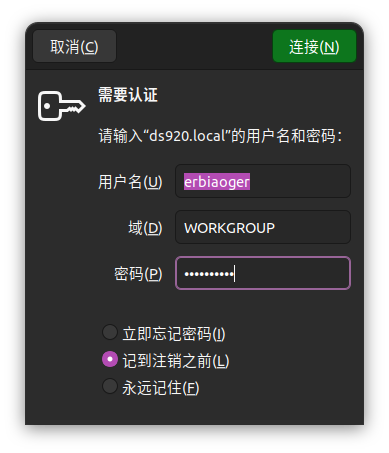 取消(C)
连接(N)
需要认证
请输入“ds920.local”的用户名和密码：
用户名(U)
erbiaoger
域(D)
WORKGROUP
密码(P)
••••••••••
立即忘记密码(I)
记到注销之前(L)
永远记住(F)